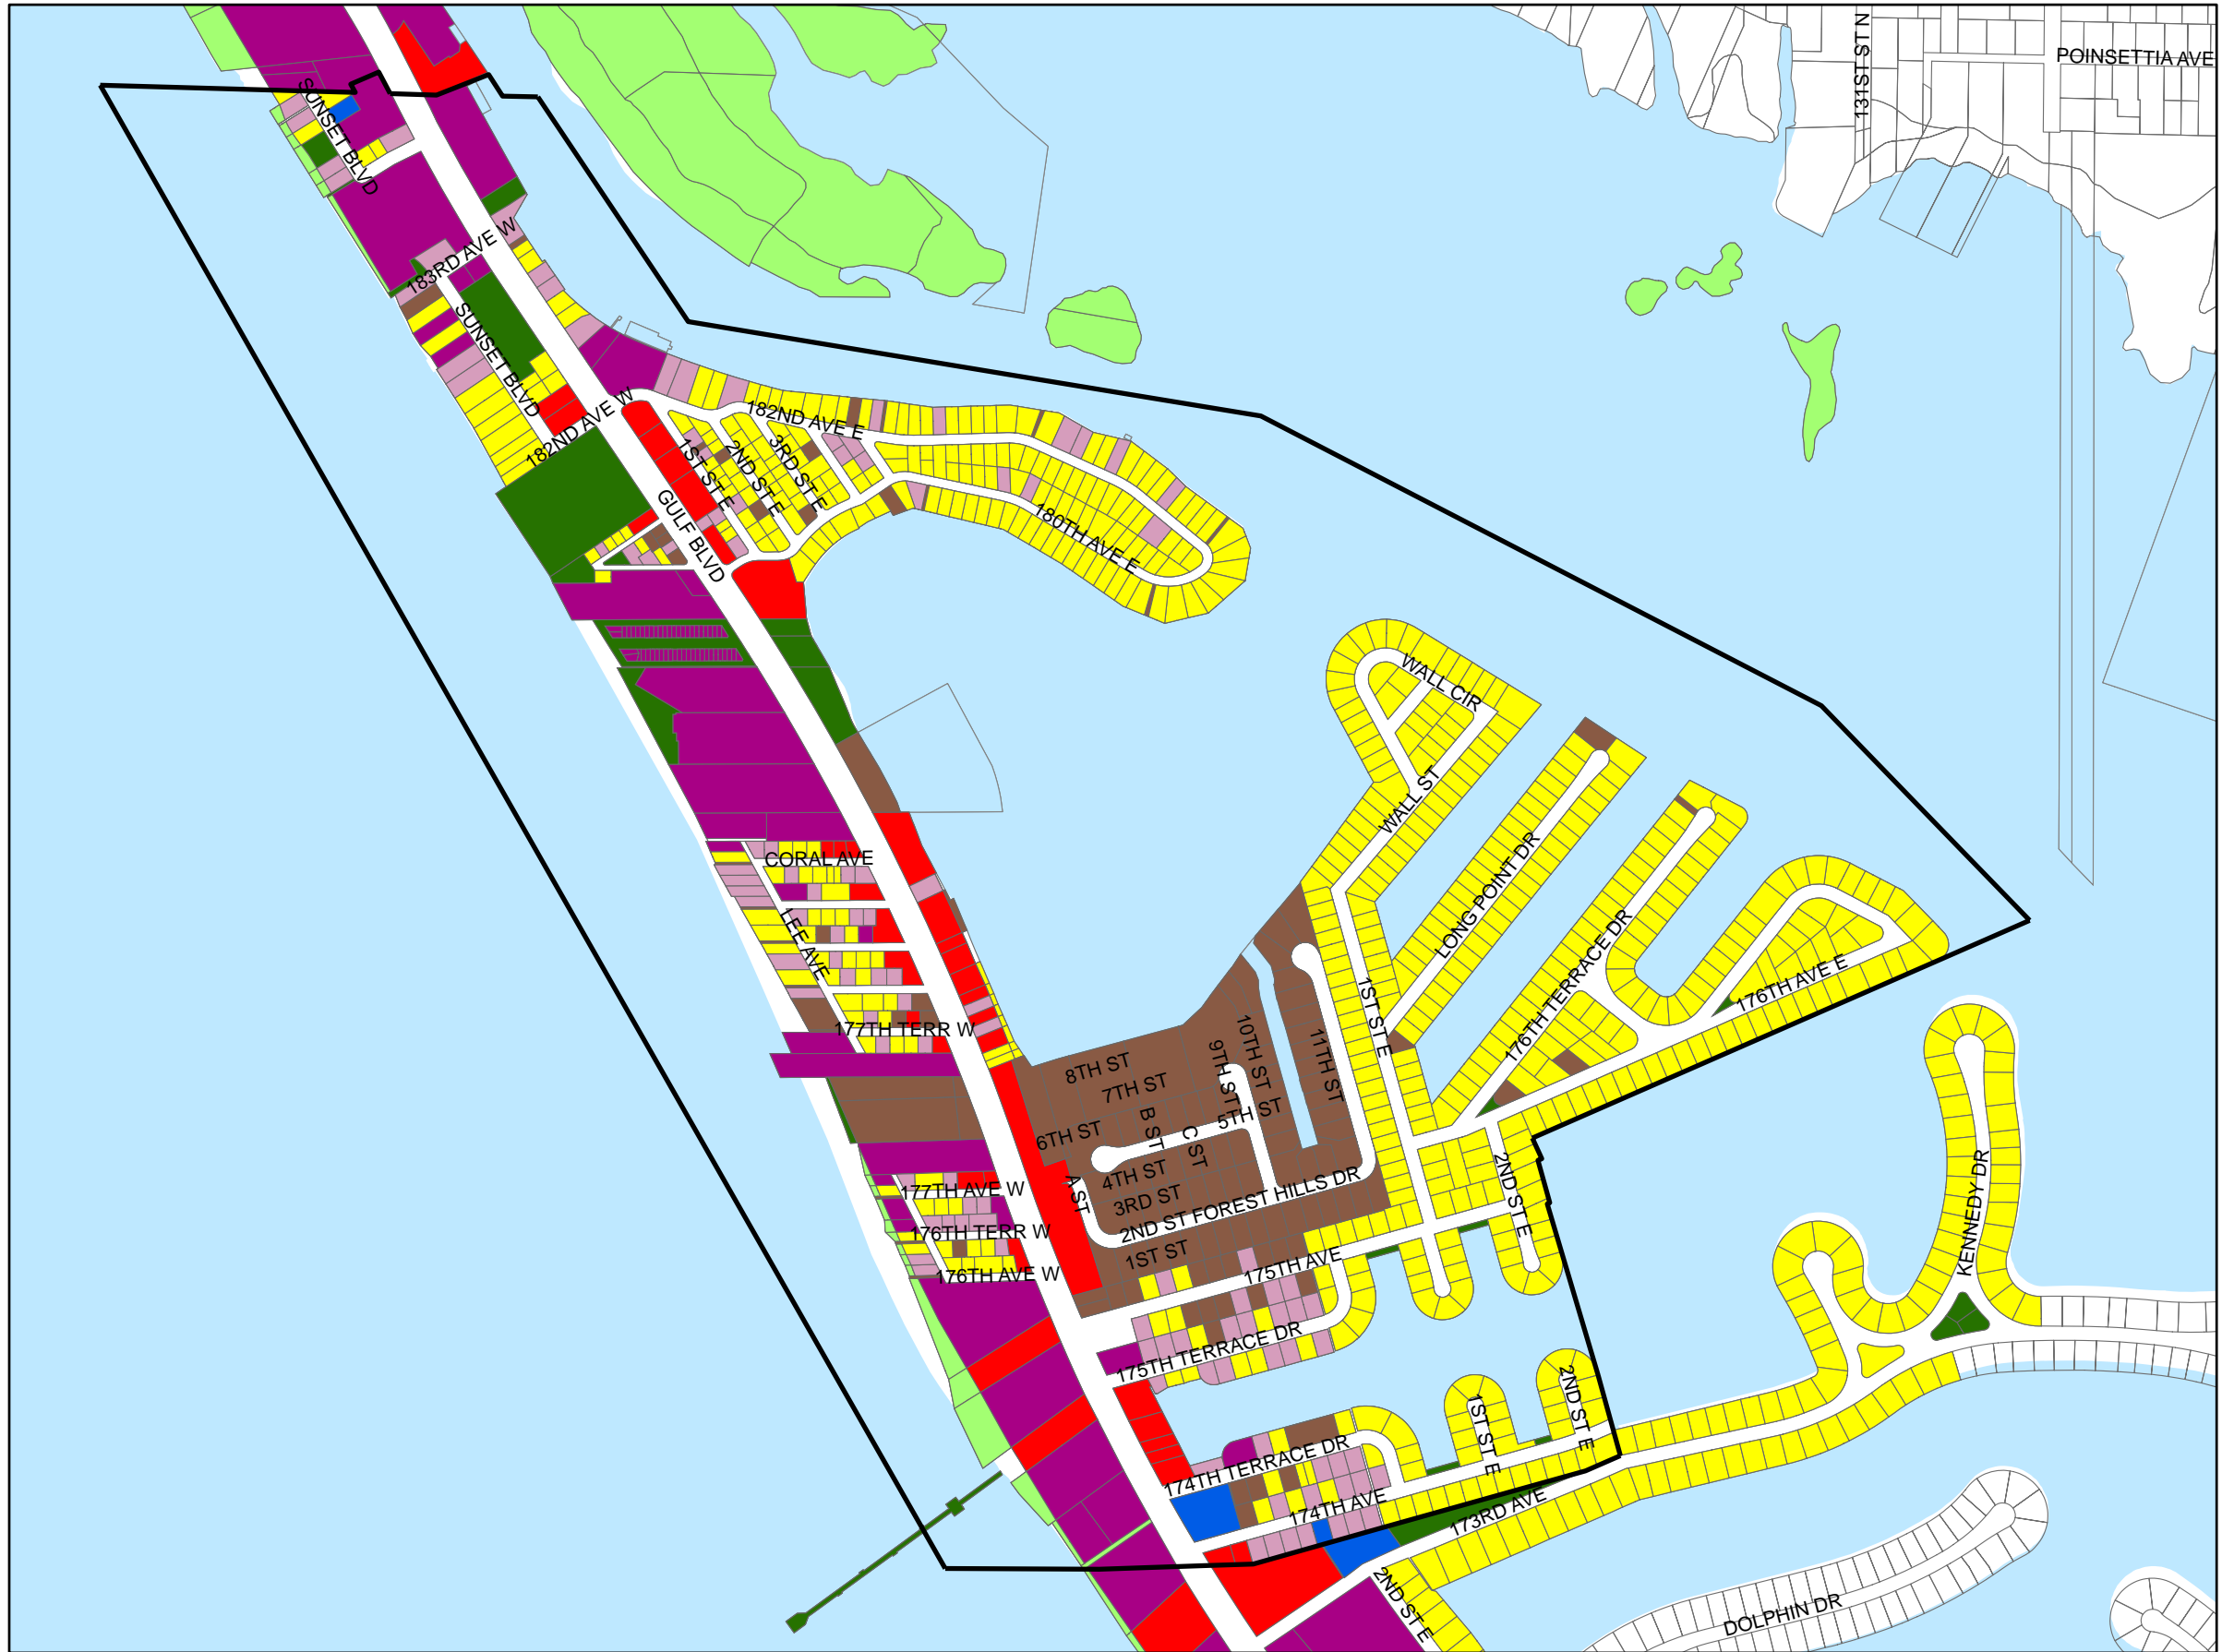 131ST ST N
POINSETTIA AVE
SUNSET BLVD
183RD AVE W
SUNSET BLVD
182ND AVE W
182ND AVE E
1ST ST E
2ND ST E
3RD ST E
GULF BLVD
180TH AVE E
WALL CIR
WALL ST
CORAL AVE
LEE AVE
LONG POINT DR
176TH TERRACE DR
176TH AVE E
177TH TERR W
1ST ST E
8TH ST
7TH ST
9TH ST
10TH ST
11TH ST
6TH ST
B ST
C ST
5TH ST
4TH ST
3RD ST
A ST
2ND ST FOREST HILLS DR
1ST ST
2ND ST E
KENNEDY DR
177TH AVE W
176TH TERR W
176TH AVE W
175TH AVE
175TH TERRACE DR
174TH TERRACE DR
174TH AVE
1ST ST E
2ND ST E
173RD AVE
2ND ST E
DOLPHIN DR